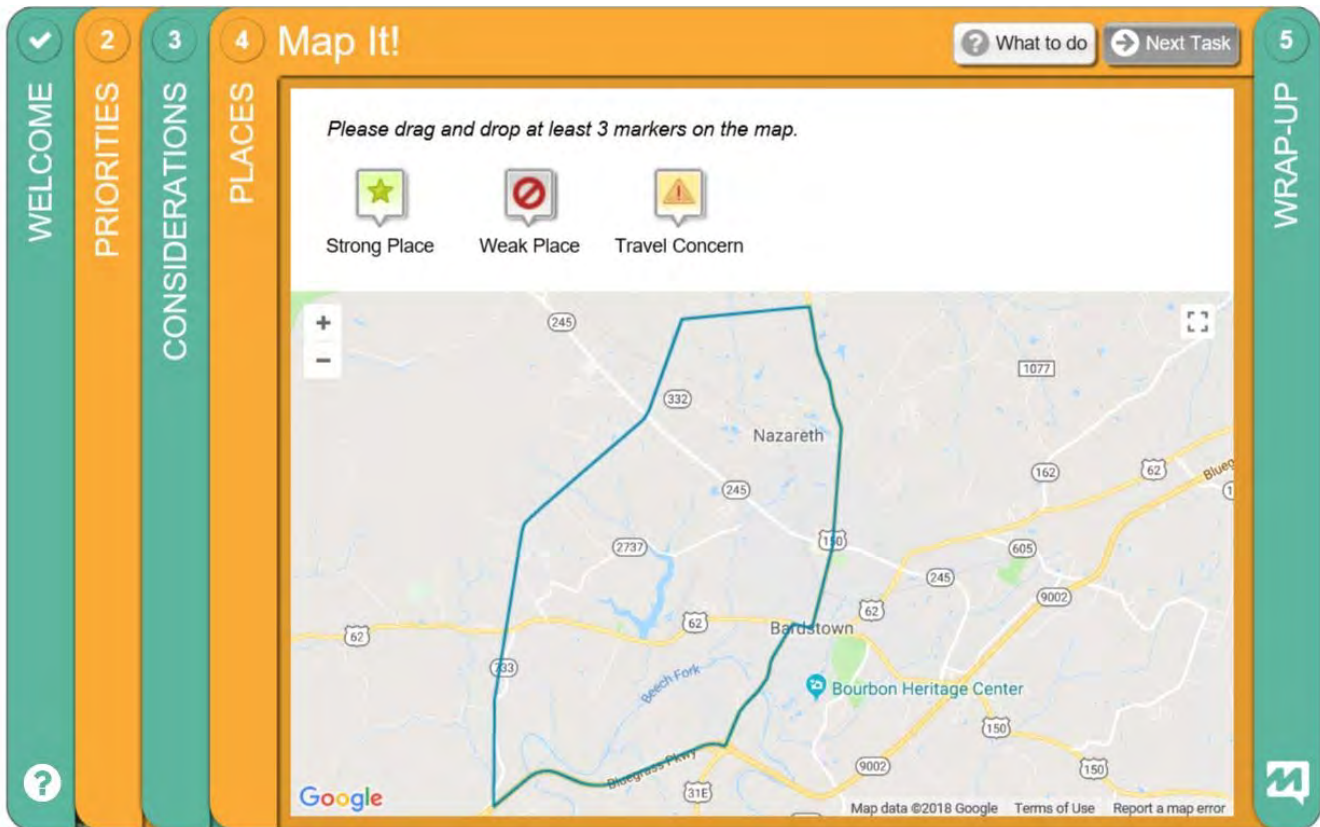 WELCOME
2
PRIORITIES
3
CONSIDERATIONS
4
PLACES
Map It!
What to do
Next Task
5
WRAP-UP
Please drag and drop at least 3 markers on the map.
Strong Place
Weak Place
Travel Concern
+
−
245
1077
332
Nazareth
162
62
Blueg
1
245
2737
150
605
245
9002
62
62
62
Bardstown
733
Beech Fork
Bourbon Heritage Center
150
Bluegrass Pkwy
9002
150
31E
Google
Map data ©2018 Google
Terms of Use
Report a map error
?